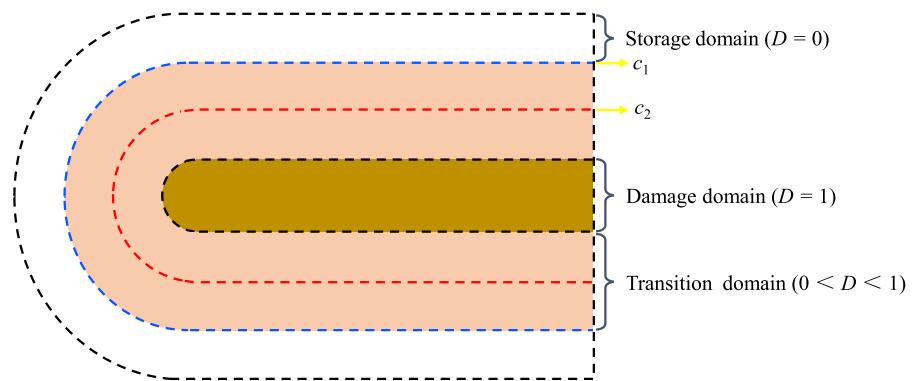 Storage domain (D = 0)
c₁
c₂
Damage domain (D = 1)
Transition domain (0 < D < 1)